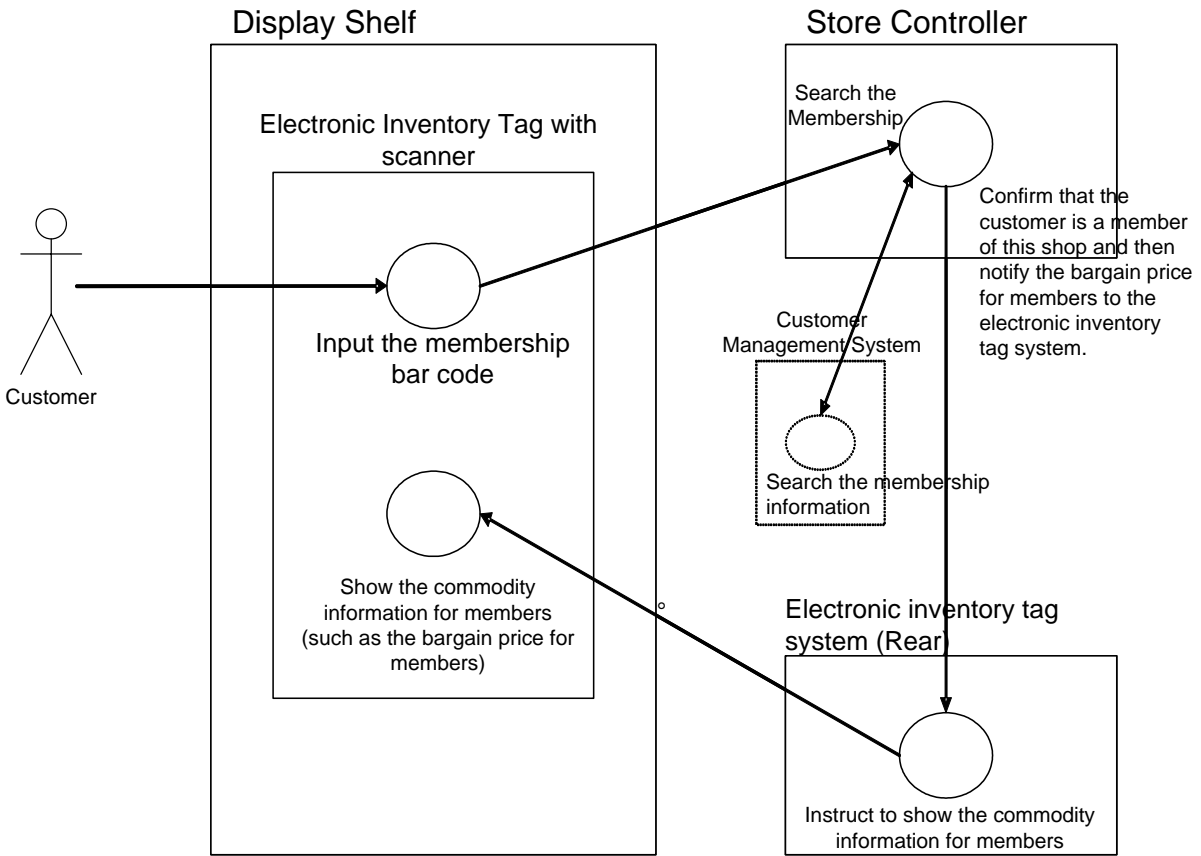 Display Shelf
Store Controller
Search the
Membership
Electronic Inventory Tag with
scanner
Confirm that the
customer is a member
of this shop and then
notify the bargain price
for members to the
electronic inventory
tag system.
Customer
Management System
Input the membership
bar code
Customer
Search the membership
information
Show the commodity
information for members
(such as the bargain price for
members)
Electronic inventory tag
system (Rear)
Instruct to show the commodity
information for members